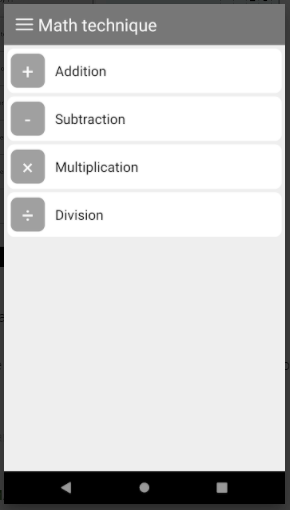 Math technique
+ Addition
- Subtraction
× Multiplication
÷ Division